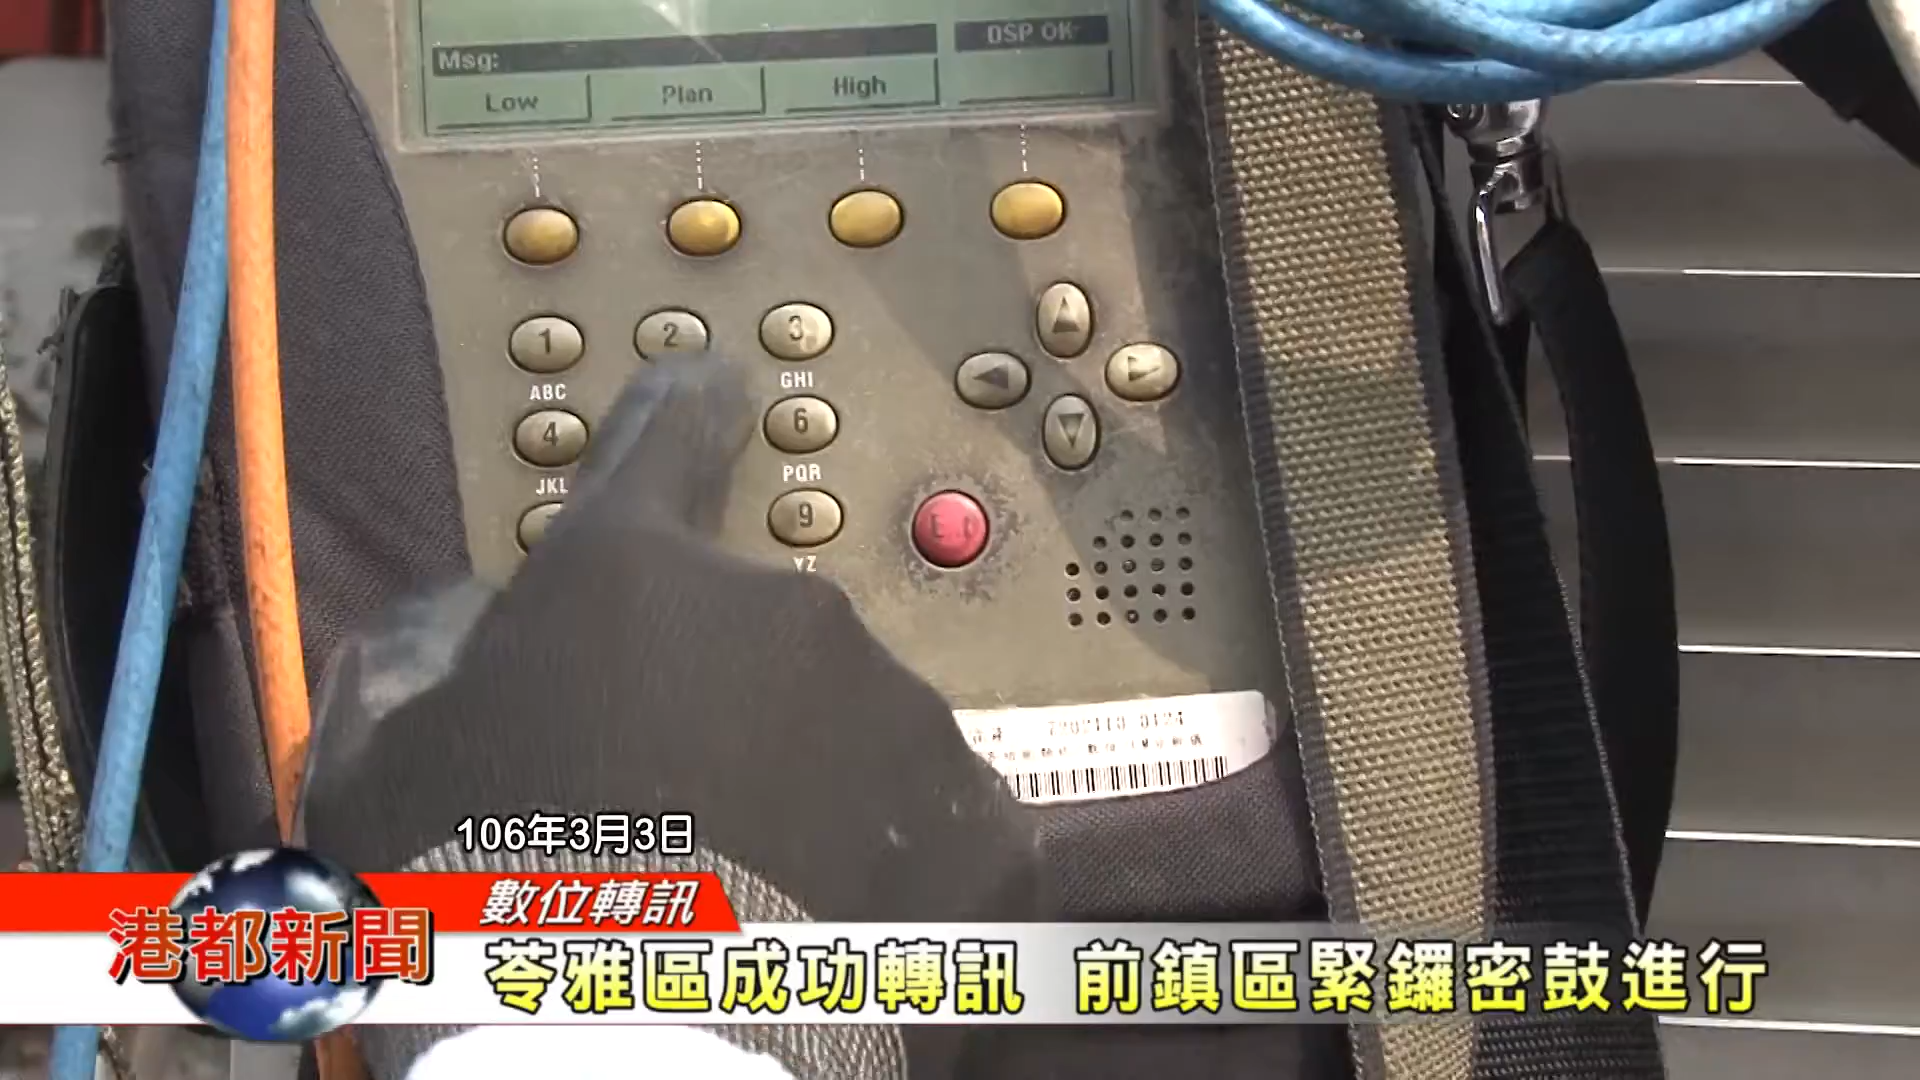 Msg:
DSP OK
Low
Plan
High
1
2
3
ABC
GHI
4
6
JKL
PQR
9
YZ
106年3月3日
數位轉訊
港都新聞
苓雅區成功轉訊 前鎮區緊鑼密鼓進行